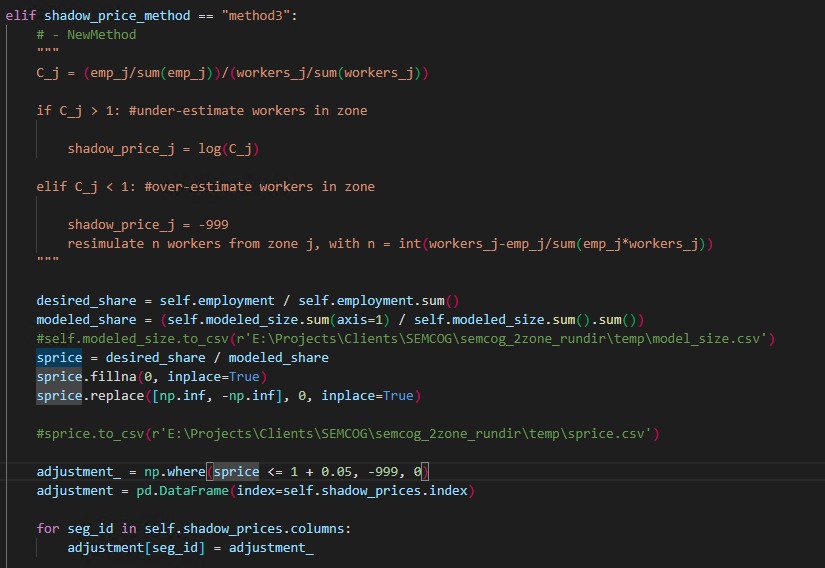 elif shadow_price_method == "method3":
# - NewMethod
"""
C_j = (emp_j/sum(emp_j))/(workers_j/sum(workers_j))
if C_j > 1: #under-estimate workers in zone
shadow_price_j = log(C_j)
elif C_j < 1: #over-estimate workers in zone
shadow_price_j = -999
resimulate n workers from zone j, with n = int(workers_j-emp_j/sum(emp_j*workers_j))
"""
desired_share = self.employment / self.employment.sum()
modeled_share = (self.modeled_size.sum(axis=1) / self.modeled_size.sum().sum())
#self.modeled_size.to_csv(r'E:\Projects\Clients\SEMCOG\semcog_2zone_rundir\temp\model_size.csv')
sprice = desired_share / modeled_share
sprice.fillna(0, inplace=True)
sprice.replace([np.inf, -np.inf], 0, inplace=True)
#sprice.to_csv(r'E:\Projects\Clients\SEMCOG\semcog_2zone_rundir\temp\sprice.csv')
adjustment_ = np.where(sprice <= 1 + 0.05, -999, 0)
adjustment = pd.DataFrame(index=self.shadow_prices.index)
for seg_id in self.shadow_prices.columns:
adjustment[seg_id] = adjustment_